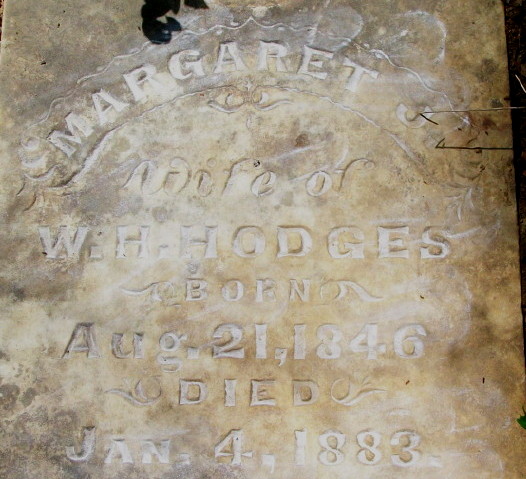 MARGARET J.
Wife of
W. H. HODGES
BORN
Aug. 21, 1846
DIED
JAN. 4, 1883.